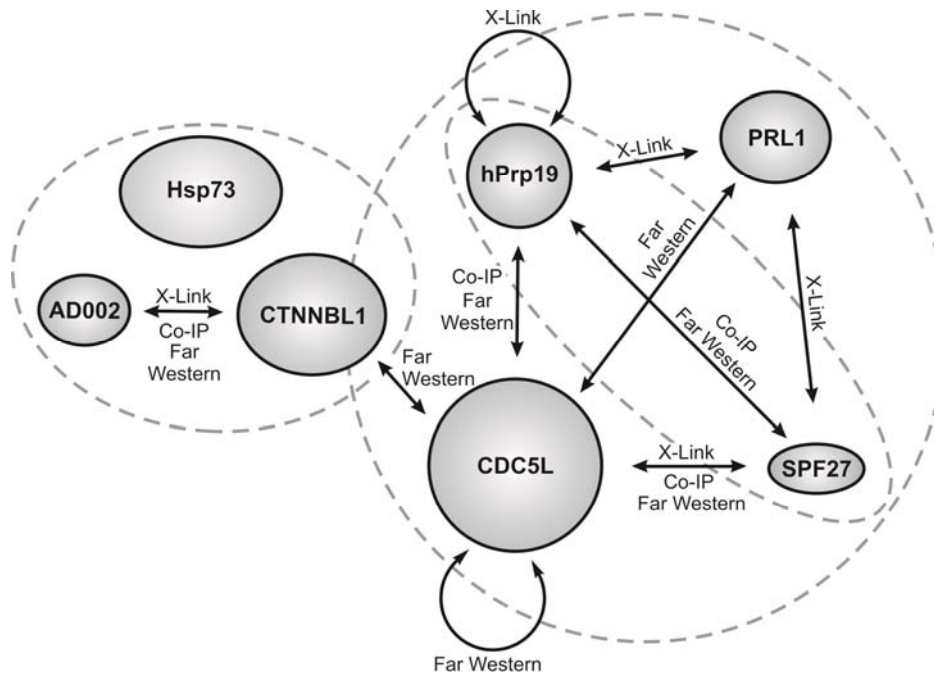 X-Link
hPrp19
X-Link
PRL1
Hsp73
Far
Western
Co-IP
Far
Western
X-Link
AD002
X-Link
Co-IP
Far
Western
CTNNBL1
Far
Western
Co-IP
Far Western
CDC5L
X-Link
Co-IP
Far Western
SPF27
Far Western